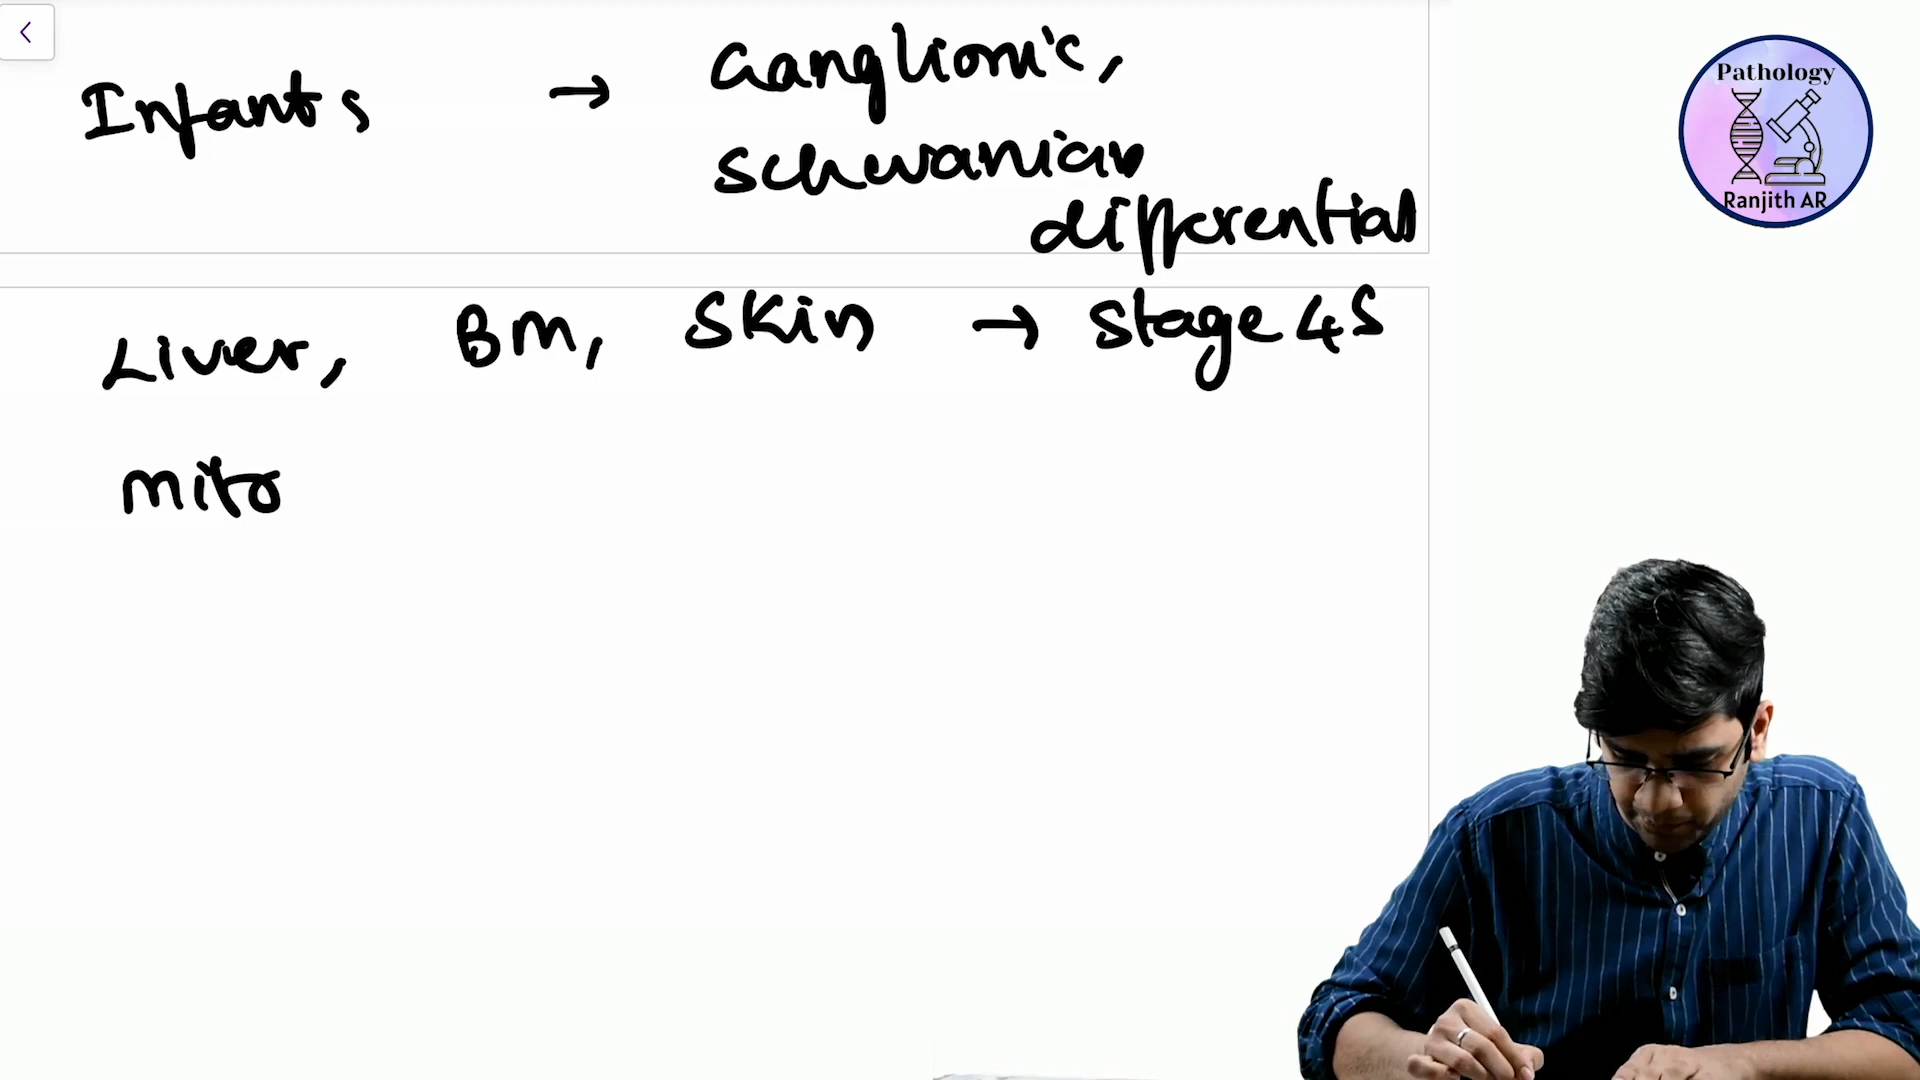 Infants → Ganglionic,
Schwanian
differential
Liver, BM, Skin → Stage 4S
mito
Pathology
Ranjith AR